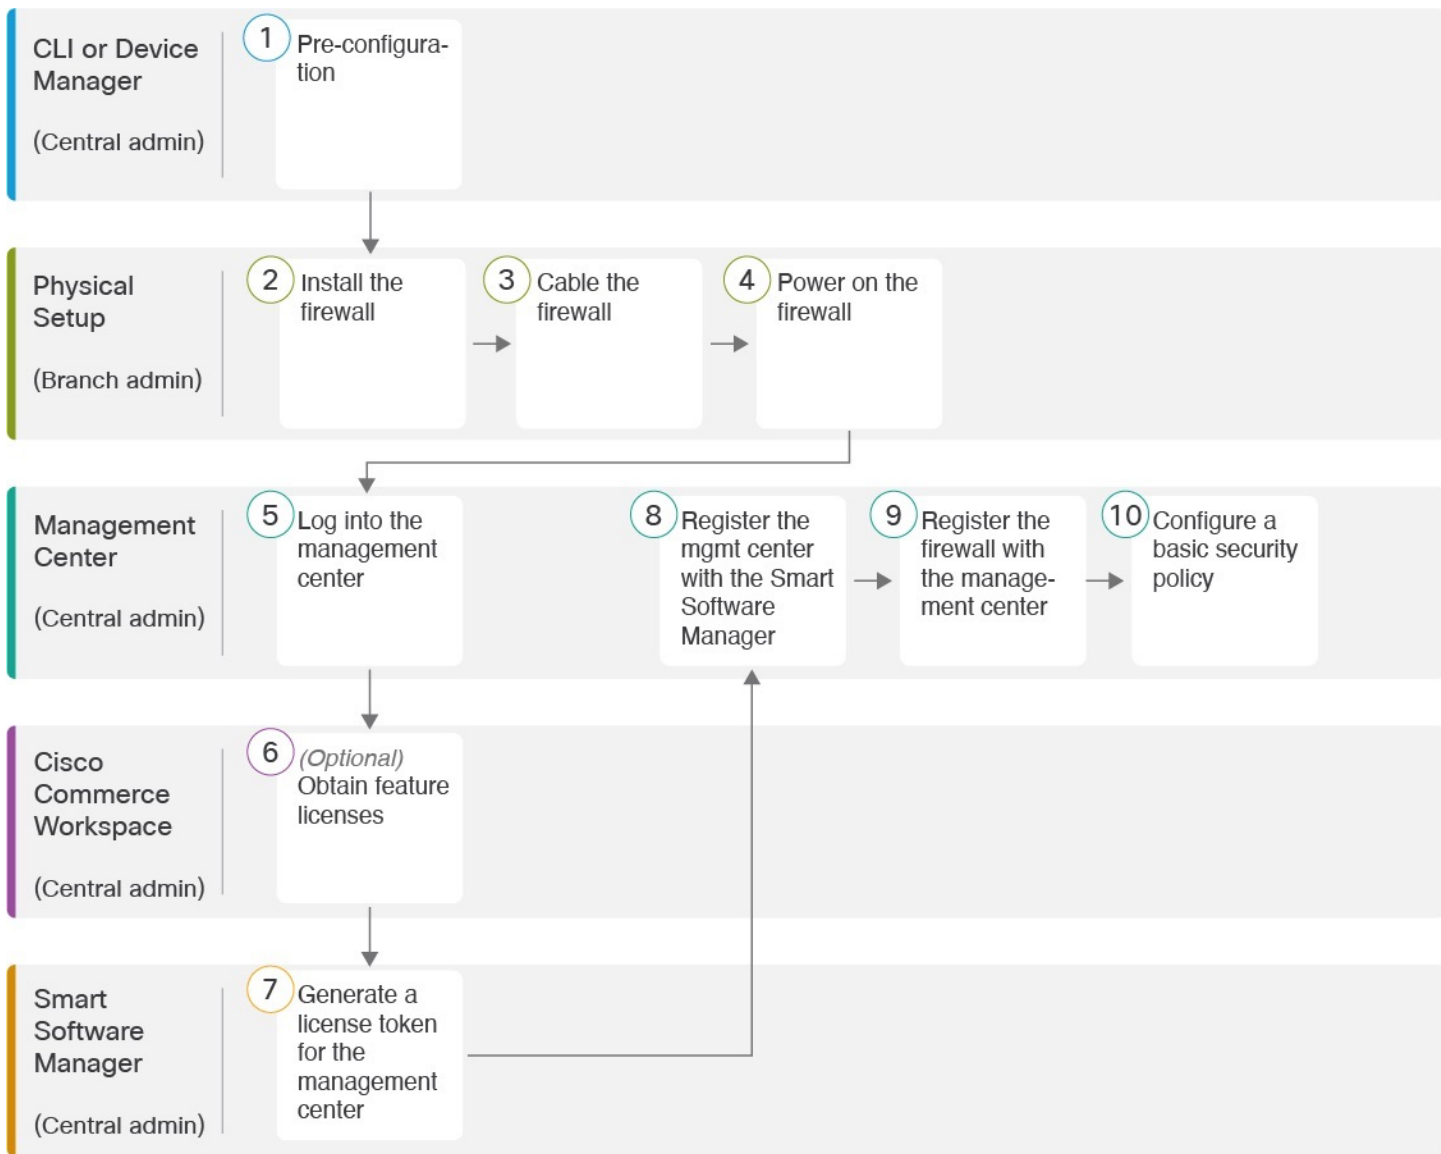 CLI or Device
Manager
(Central admin)
1
Pre-configura-
tion
Physical
Setup
(Branch admin)
2
Install the
firewall
3
Cable the
firewall
4
Power on the
firewall
Management
Center
(Central admin)
5
Log into the
management
center
8
Register the
mgmt center
with the Smart
Software
Manager
9
Register the
firewall with
the manage-
ment center
10
Configure a
basic security
policy
Cisco
Commerce
Workspace
(Central admin)
6
(Optional)
Obtain feature
licenses
Smart
Software
Manager
(Central admin)
7
Generate a
license token
for the
management
center